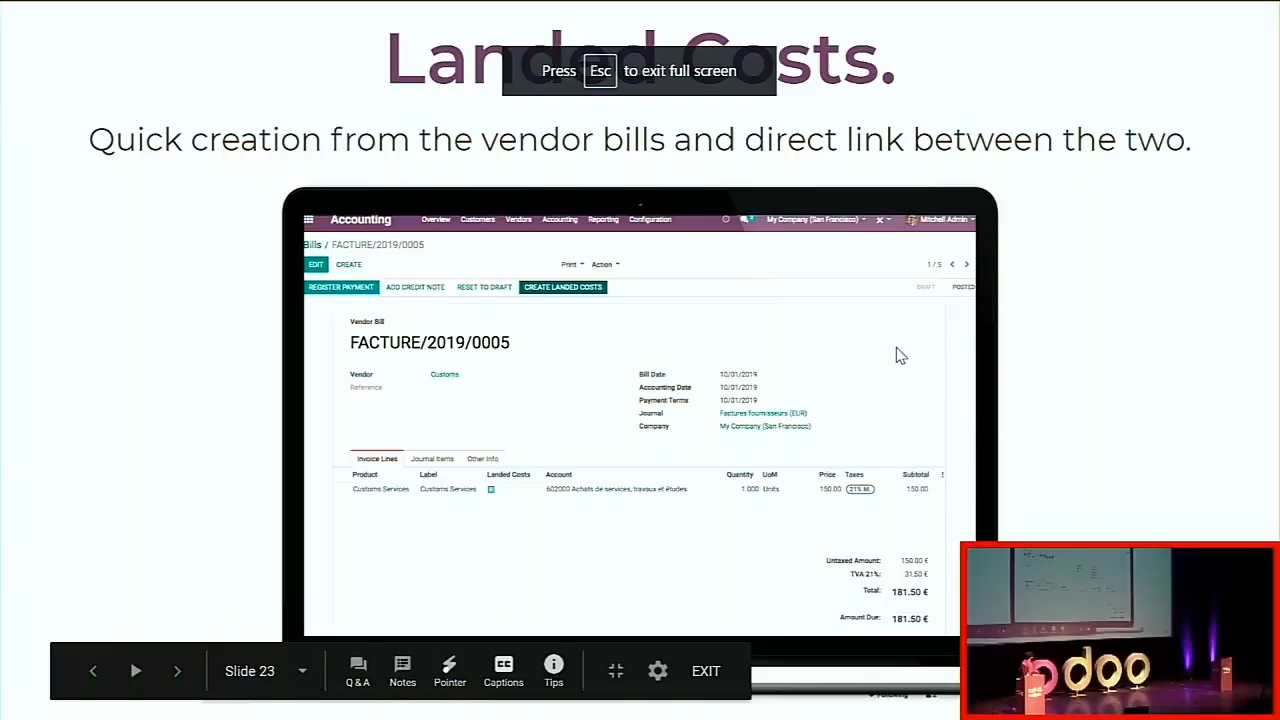 Landed Costs.
Press Esc to exit full screen
Quick creation from the vendor bills and direct link between the two.
Accounting Overview Customers Vendors Accounting Reporting Configuration My Company (San Francisco) Mitchell Admin
Bills / FACTURE/2019/0005
EDIT CREATE Print Action 1 / 5
REGISTER PAYMENT ADD CREDIT NOTE RESET TO DRAFT CREATE LANDED COSTS DRAFT POSTED
Vendor Bill
FACTURE/2019/0005
Vendor Customs Bill Date 10/01/2019
Reference Accounting Date 10/01/2019
Payment Terms 10/01/2019
Journal Factures fournisseurs (EUR)
Company My Company (San Francisco)
Invoice Lines Journal Items Other Info
Product Label Landed Costs Account Quantity UoM Price Taxes Subtotal
Customs Services Customs Services 602000 Achats de services, travaux et études. 1.000 Units 150.00 21% M. 150.00
Untaxed Amount: 150.00 €
TVA 21%: 31.50 €
Total: 181.50 €
Amount Due: 181.50 €
Slide 23 Q & A Notes Pointer Captions Tips EXIT
Following
odoo